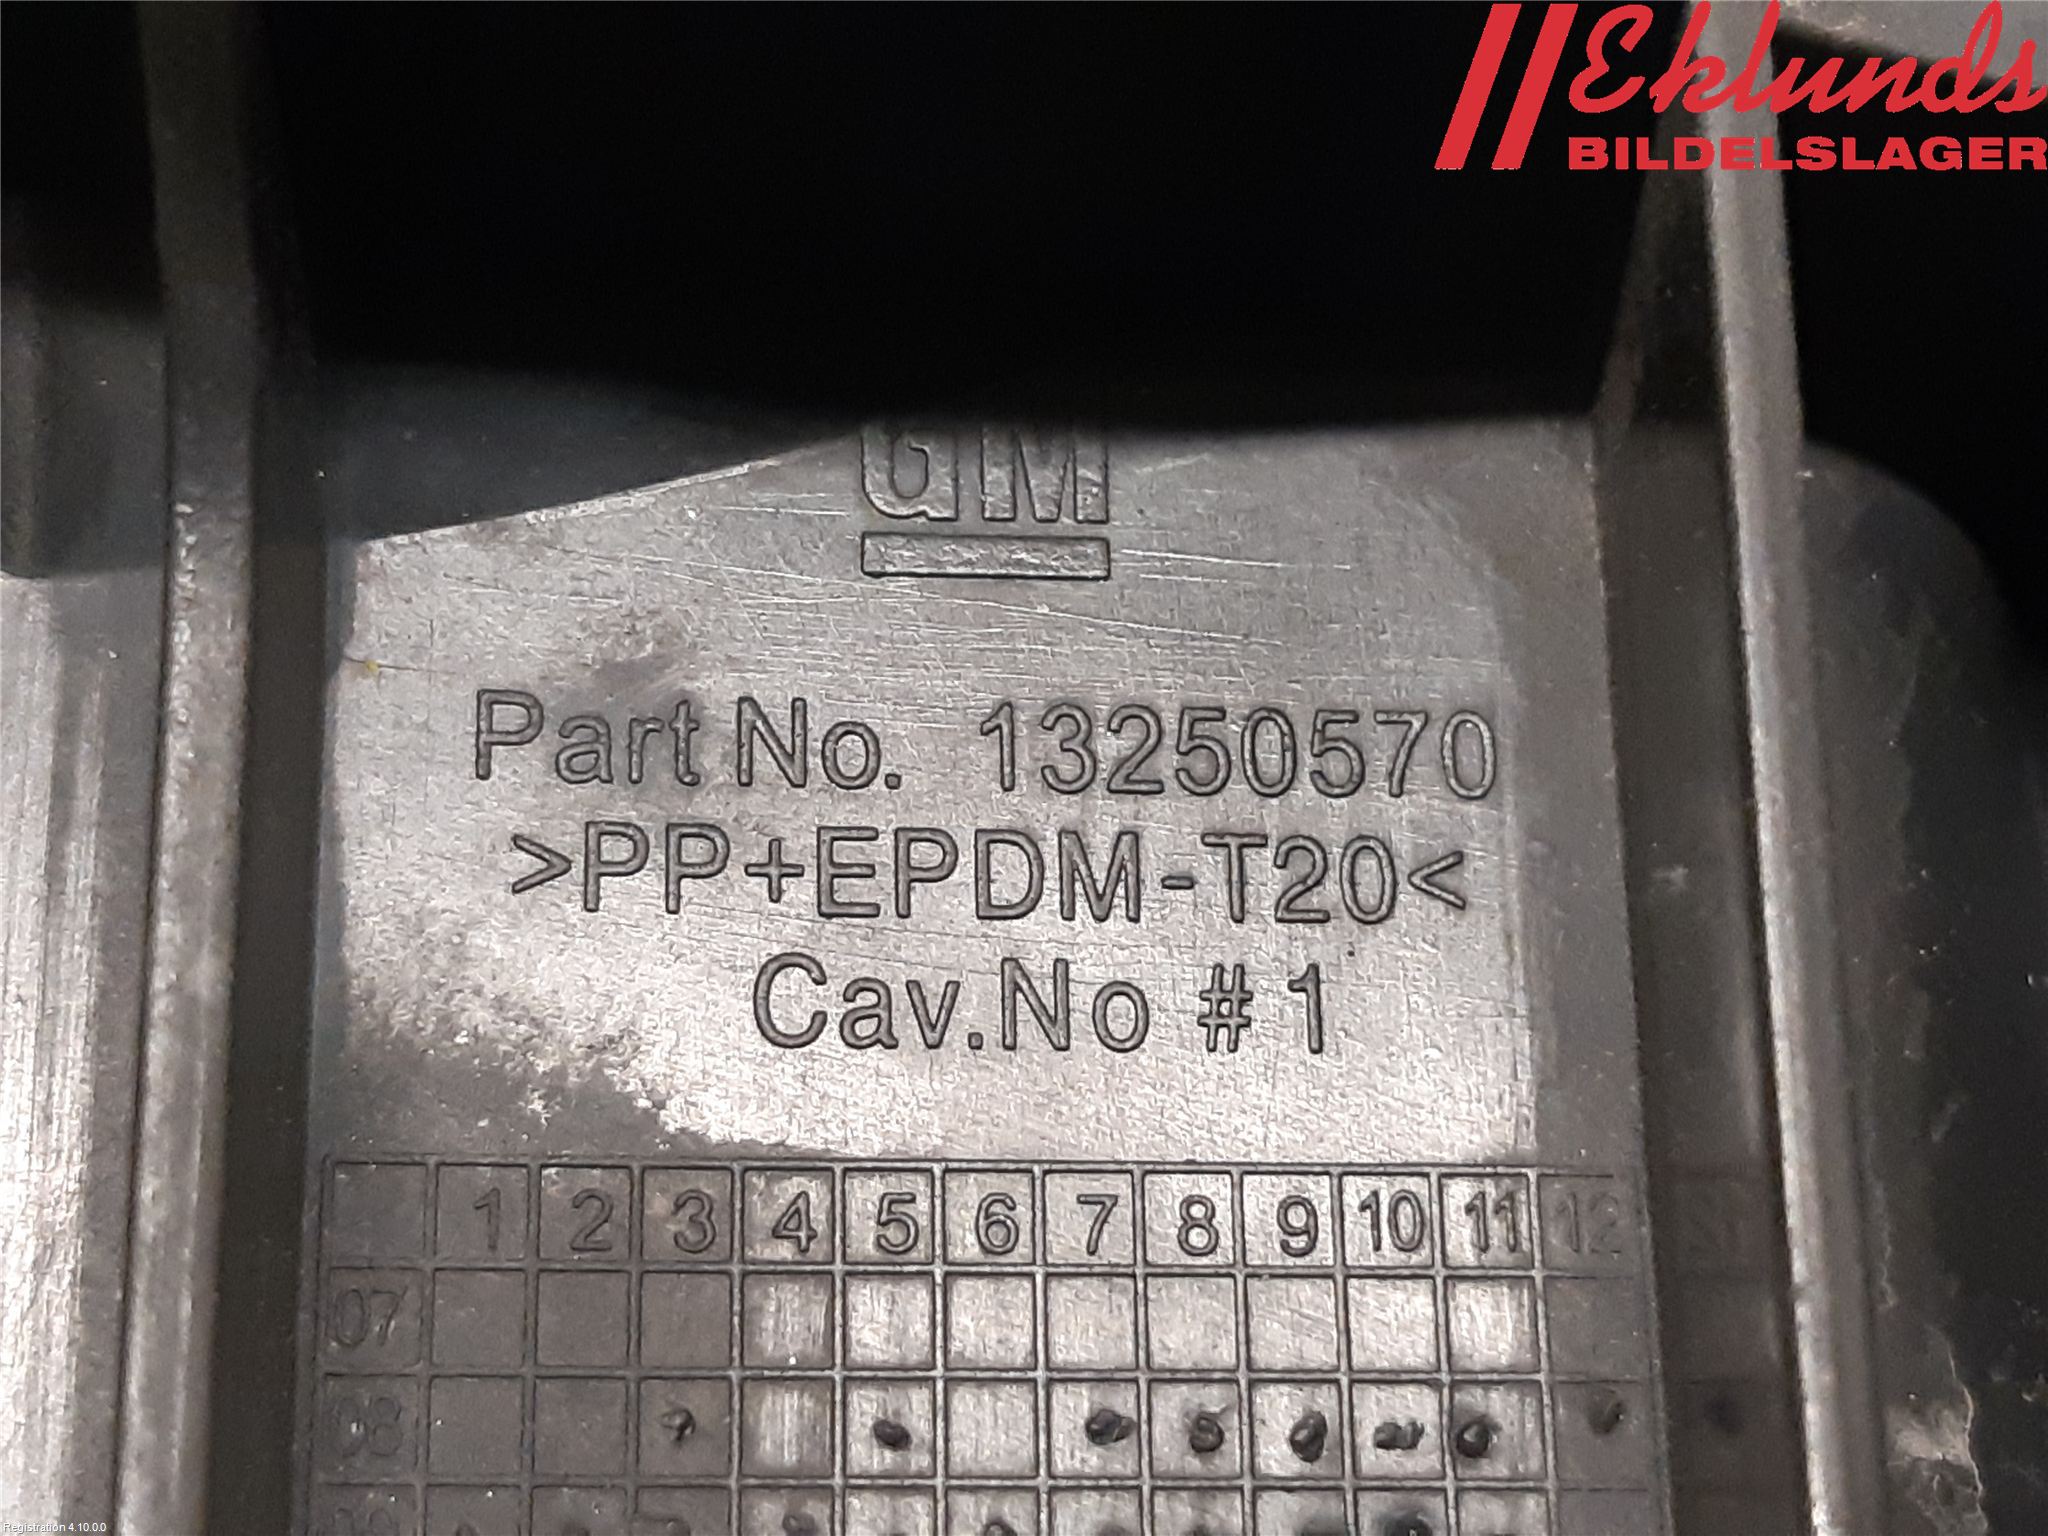 Eklunds
BILDELSLAGER
GM
Part No. 13250570
>PP+EPDM-T20<
Cav.No #1
1 2 3 4 5 6 7 8 9 10 11 12
07
08
Registration 4.10.0.0